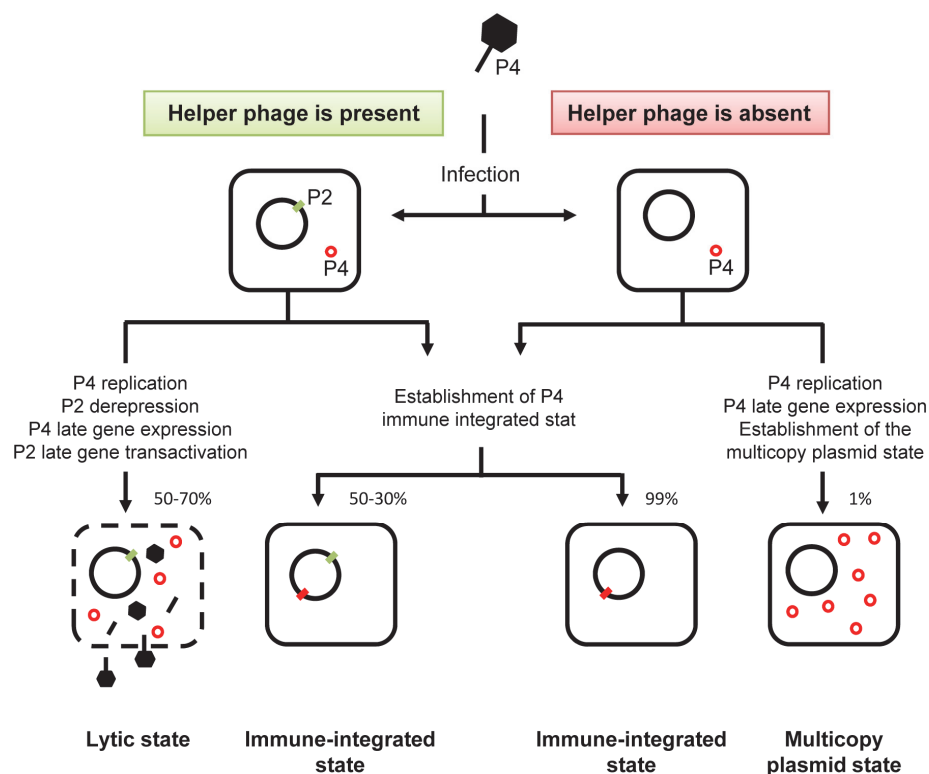 P4
Helper phage is present
Helper phage is absent
Infection
P2
P4
P4
P4 replication
P2 derepression
P4 late gene expression
P2 late gene transactivation
Establishment of P4
immune integrated stat
P4 replication
P4 late gene expression
Establishment of the
multicopy plasmid state
50-70%
50-30%
99%
1%
Lytic state
Immune-integrated
state
Immune-integrated
state
Multicopy
plasmid state